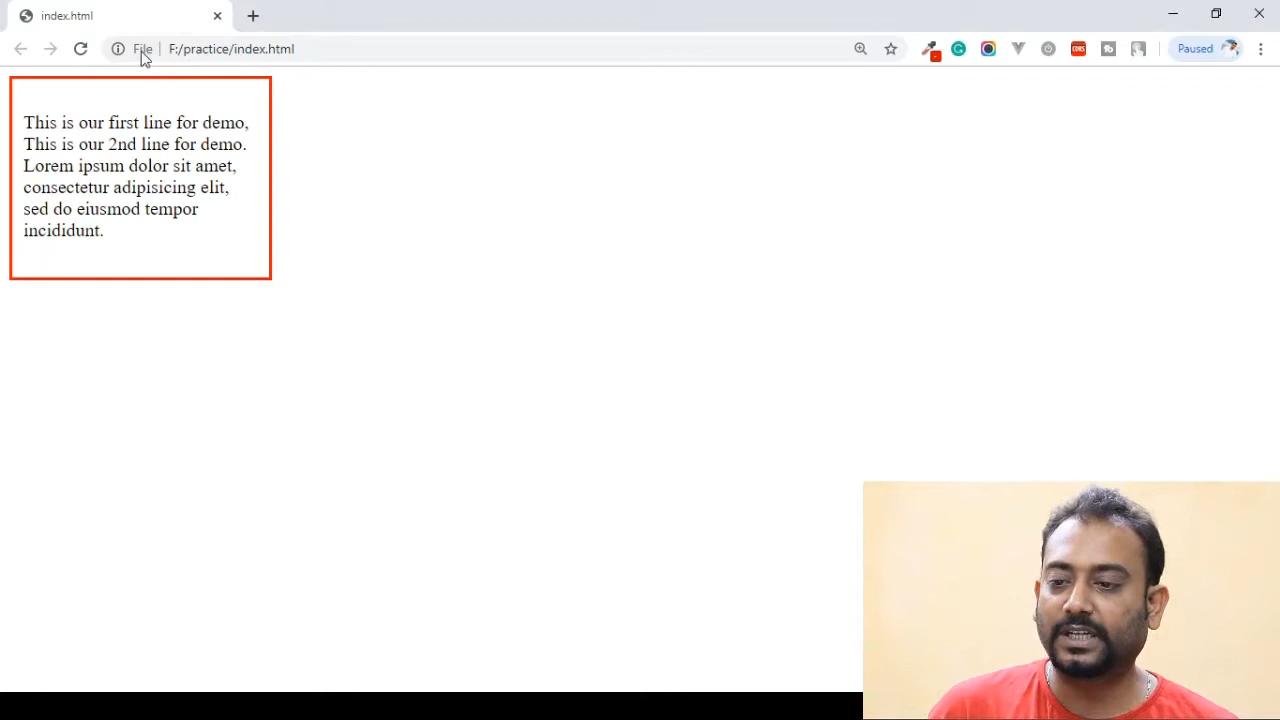 index.html
File
F:/practice/index.html
CORS
Paused
This is our first line for demo,
This is our 2nd line for demo.
Lorem ipsum dolor sit amet,
consectetur adipisicing elit,
sed do eiusmod tempor
incididunt.